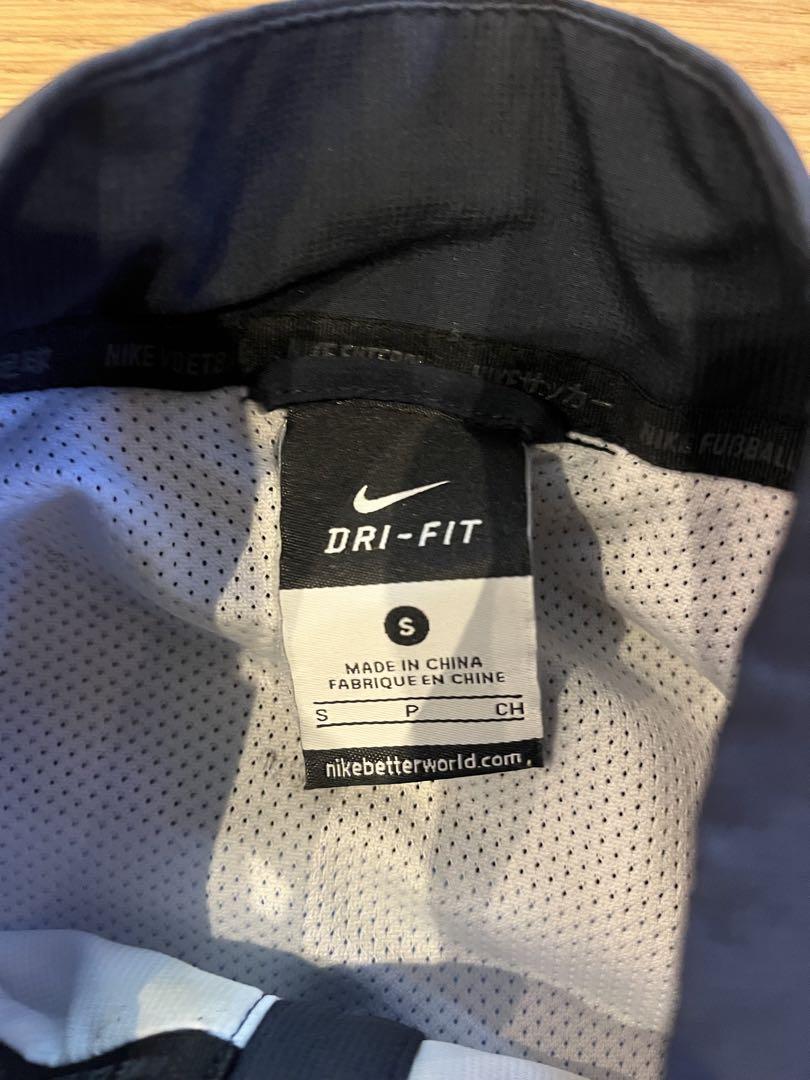 NIKE VOETB
NIKE サッカー
NIKE FUßBALL
DRI-FIT
S
MADE IN CHINA
FABRIQUE EN CHINE
S P CH
nikebetterworld.com